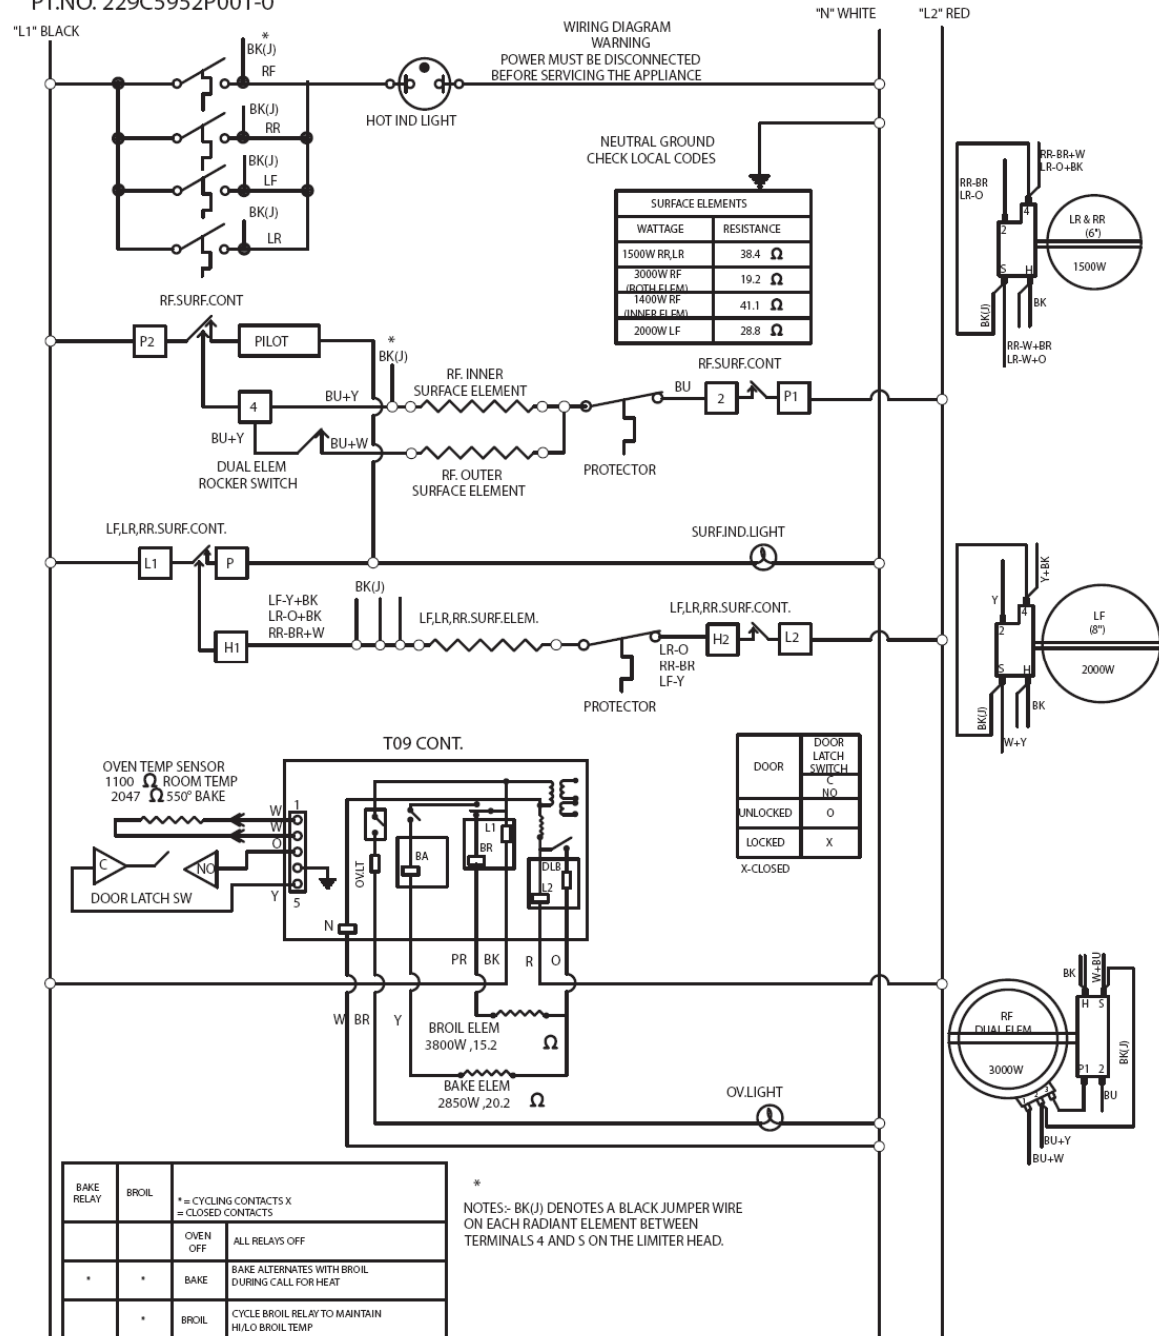 PT.NO. 229C5952P001-0
"L1" BLACK
"N" WHITE
"L2" RED
WIRING DIAGRAM
WARNING
POWER MUST BE DISCONNECTED
BEFORE SERVICING THE APPLIANCE
*
BK(J)
RF
BK(J)
RR
BK(J)
LF
BK(J)
LR
HOT IND LIGHT
NEUTRAL GROUND
CHECK LOCAL CODES
SURFACE ELEMENTS
WATTAGE RESISTANCE
1500W RR,LR 38.4 Ω
3000W RF
(BOTH ELEM) 19.2 Ω
1400W RF
(INNER ELEM) 41.1 Ω
2000W LF 28.8 Ω
RR-BR+W
LR-O+BK
RR-BR
LR-O
4
2
S H
LR & RR
(6")
1500W
BK(J)
BK
RR-W+BR
LR-W+O
RF.SURF.CONT
P2
PILOT
*
BK(J)
4
BU+Y
RF. INNER
SURFACE ELEMENT
BU+Y
BU+W
DUAL ELEM
ROCKER SWITCH
RF. OUTER
SURFACE ELEMENT
PROTECTOR
BU
2
RF.SURF.CONT
P1
LF,LR,RR.SURF.CONT.
L1
P
SURF.IND.LIGHT
H1
LF-Y+BK
LR-O+BK
RR-BR+W
BK(J)
LF,LR,RR.SURF.ELEM.
PROTECTOR
LR-O
RR-BR
LF-Y
LF,LR,RR.SURF.CONT.
H2
L2
Y+BK
Y
4
2
S H
LF
(8")
2000W
BK(J)
BK
W+Y
T09 CONT.
OVEN TEMP SENSOR
1100 Ω ROOM TEMP
2047 Ω 550° BAKE
W
W
O
Y
1
5
C
NO
DOOR LATCH SW
OV.LT
BA
L1
BR
DLB
L2
N
PR BK R O
W BR Y
BROIL ELEM
3800W ,15.2 Ω
BAKE ELEM
2850W ,20.2 Ω
OV.LIGHT
DOOR
DOOR
LATCH
SWITCH
C
NO
UNLOCKED O
LOCKED X
X-CLOSED
BK
W+BU
H S
RF
DUAL ELEM
3000W
P1 2
BK(J)
BU
1 2 3
BU+Y
BU+W
BAKE
RELAY
BROIL
* = CYCLING CONTACTS X
= CLOSED CONTACTS
OVEN
OFF
ALL RELAYS OFF
* * BAKE
BAKE ALTERNATES WITH BROIL
DURING CALL FOR HEAT
* BROIL
CYCLE BROIL RELAY TO MAINTAIN
HI/LO BROIL TEMP
*
NOTES:- BK(J) DENOTES A BLACK JUMPER WIRE
ON EACH RADIANT ELEMENT BETWEEN
TERMINALS 4 AND S ON THE LIMITER HEAD.